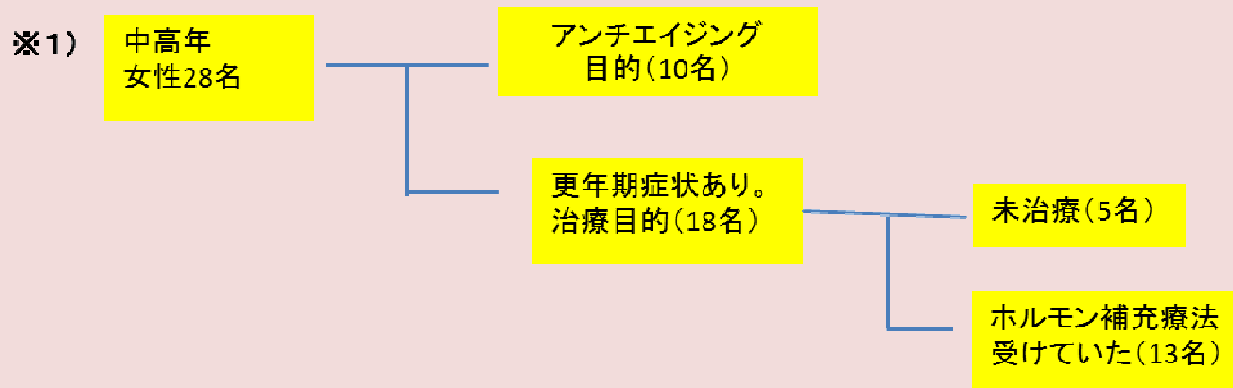 ※1)
中高年
女性28名
アンチエイジング
目的(10名)
更年期症状あり。
治療目的(18名)
未治療(5名)
ホルモン補充療法
受けていた(13名)